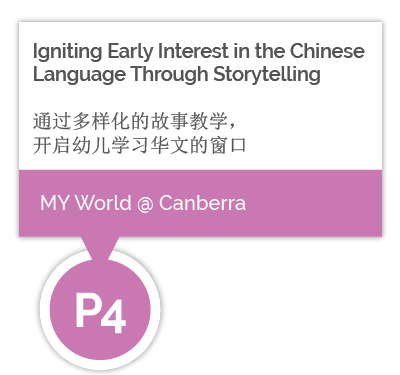 Igniting Early Interest in the Chinese
Language Through Storytelling
通过多样化的故事教学，
开启幼儿学习华文的窗口
MY World @ Canberra
P4